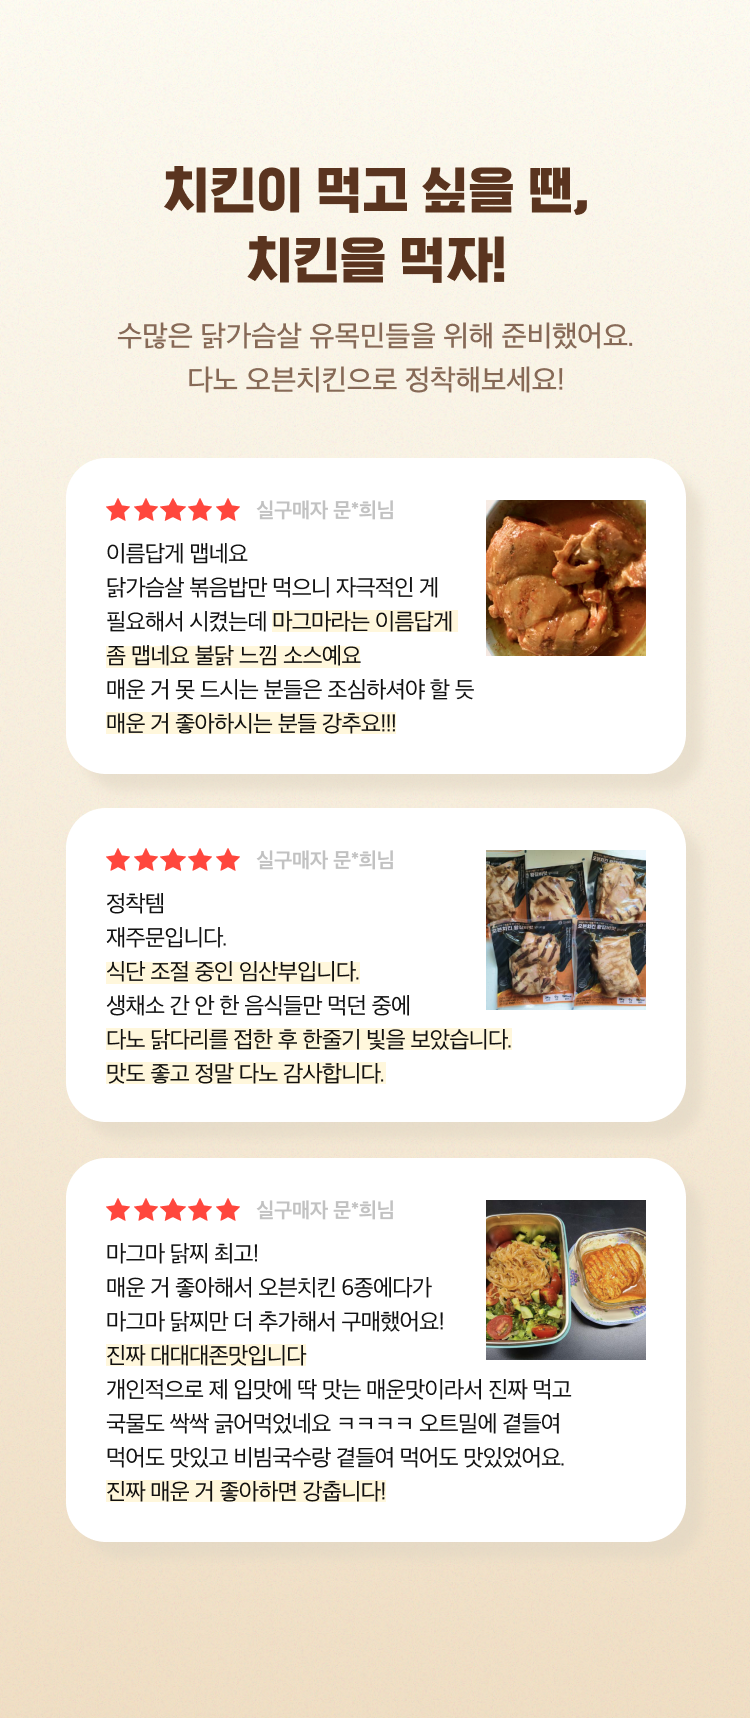 치킨이 먹고 싶을 땐,
치킨을 먹자!
수많은 닭가슴살 유목민들을 위해 준비했어요.
다노 오븐치킨으로 정착해보세요!
실구매자 문*희님
이름답게 맵네요
닭가슴살 볶음밥만 먹으니 자극적인 게
필요해서 시켰는데 마그마라는 이름답게
좀 맵네요 불닭 느낌 소스예요
매운 거 못 드시는 분들은 조심하셔야 할 듯
매운 거 좋아하시는 분들 강추요!!!
실구매자 문*희님
정착템
재주문입니다.
식단 조절 중인 임산부입니다.
생채소 간 안 한 음식들만 먹던 중에
다노 닭다리를 접한 후 한줄기 빛을 보았습니다.
맛도 좋고 정말 다노 감사합니다.
실구매자 문*희님
마그마 닭찌 최고!
매운 거 좋아해서 오븐치킨 6종에다가
마그마 닭찌만 더 추가해서 구매했어요!
진짜 대대대존맛입니다
개인적으로 제 입맛에 딱 맞는 매운맛이라서 진짜 먹고
국물도 싹싹 긁어먹었네요 ㅋㅋㅋㅋ 오트밀에 곁들여
먹어도 맛있고 비빔국수랑 곁들여 먹어도 맛있었어요.
진짜 매운 거 좋아하면 강춥니다!